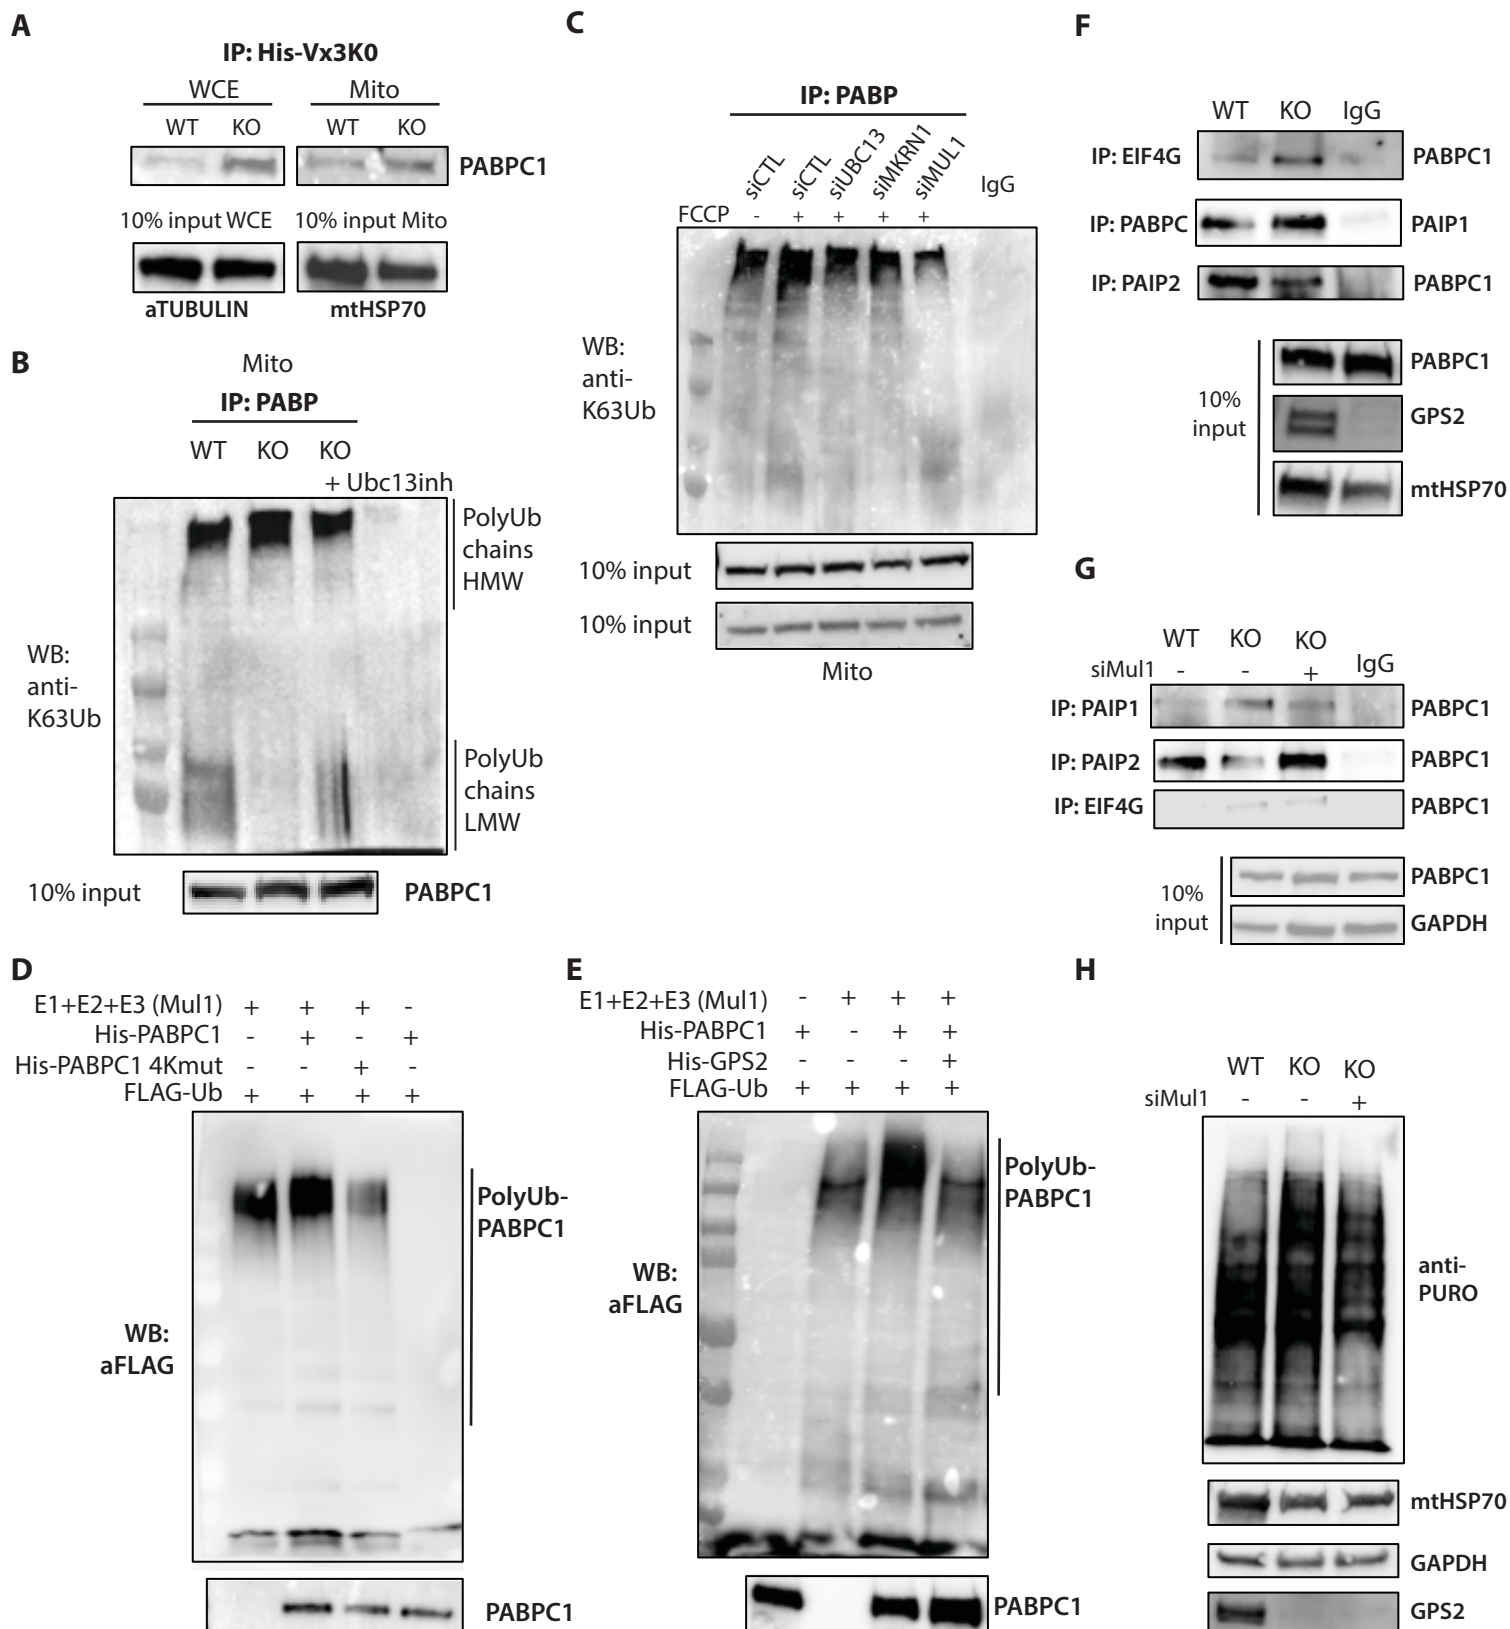 A
IP: His-Vx3K0
WCE Mito
WT KO WT KO
PABPC1
10% input WCE 10% input Mito
aTUBULIN mtHSP70
B
Mito
IP: PABP
WT KO KO
+ Ubc13inh
PolyUb
chains
HMW
WB:
anti-
K63Ub
PolyUb
chains
LMW
10% input PABPC1
C
IP: PABP
siCTL siCTL siUBC13 siMKRN1 siMUL1 IgG
FCCP - + + + +
WB:
anti-
K63Ub
10% input
10% input
Mito
D
E1+E2+E3 (Mul1) + + + -
His-PABPC1 - + - +
His-PABPC1 4Kmut - - + -
FLAG-Ub + + + +
PolyUb-
PABPC1
WB:
aFLAG
PABPC1
E
E1+E2+E3 (Mul1) - + + +
His-PABPC1 + - + +
His-GPS2 - - - +
FLAG-Ub + + + +
PolyUb-
PABPC1
WB:
aFLAG
PABPC1
F
WT KO IgG
IP: EIF4G PABPC1
IP: PABPC PAIP1
IP: PAIP2 PABPC1
10%
input
PABPC1
GPS2
mtHSP70
G
WT KO KO IgG
siMul1 - - +
IP: PAIP1 PABPC1
IP: PAIP2 PABPC1
IP: EIF4G PABPC1
10%
input
PABPC1
GAPDH
H
WT KO KO
siMul1 - - +
anti-
PURO
mtHSP70
GAPDH
GPS2